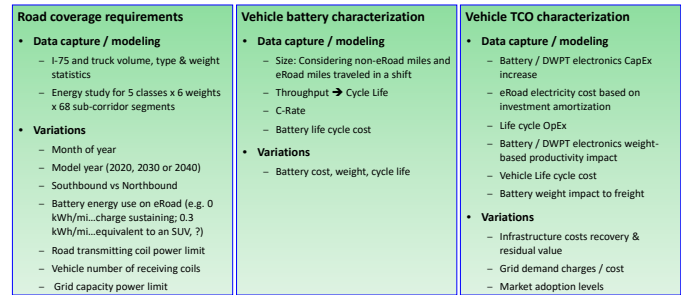 Road coverage requirements
• Data capture / modeling
– I-75 and truck volume, type & weight
statistics
– Energy study for 5 classes x 6 weights
x 68 sub-corridor segments
• Variations
– Month of year
– Model year (2020, 2030 or 2040)
– Southbound vs Northbound
– Battery energy use on eRoad (e.g. 0
kWh/mi...charge sustaining; 0.3
kWh/mi...equivalent to an SUV, ?)
– Road transmitting coil power limit
– Vehicle number of receiving coils
– Grid capacity power limit
Vehicle battery characterization
• Data capture / modeling
– Size: Considering non-eRoad miles and
eRoad miles traveled in a shift
– Throughput ➔ Cycle Life
– C-Rate
– Battery life cycle cost
• Variations
– Battery cost, weight, cycle life
Vehicle TCO characterization
• Data capture / modeling
– Battery / DWPT electronics CapEx
increase
– eRoad electricity cost based on
investment amortization
– Life cycle OpEx
– Battery / DWPT electronics weight-
based productivity impact
– Vehicle Life cycle cost
– Battery weight impact to freight
• Variations
– Infrastructure costs recovery &
residual value
– Grid demand charges / cost
– Market adoption levels